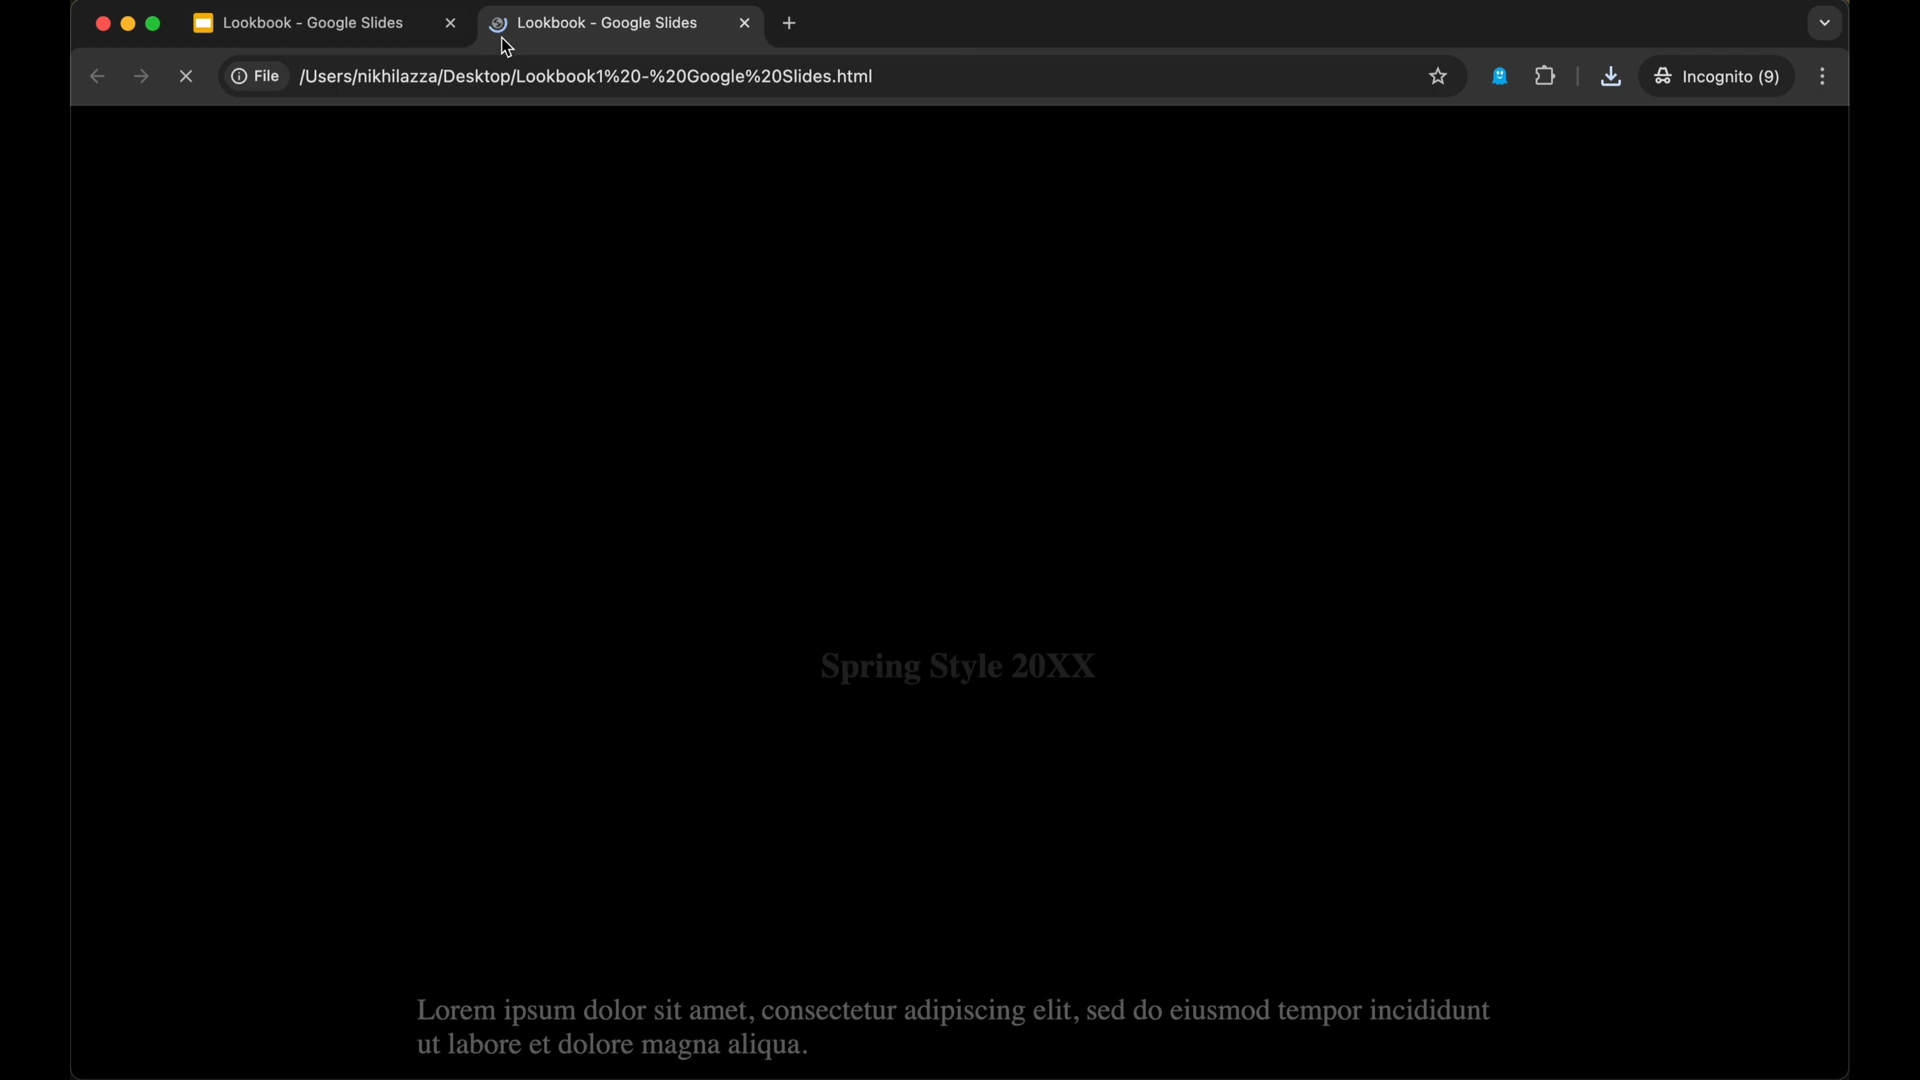 Lookbook - Google Slides
Lookbook - Google Slides
File
/Users/nikhilazza/Desktop/Lookbook1%20-%20Google%20Slides.html
Incognito (9)
Spring Style 20XX
Lorem ipsum dolor sit amet, consectetur adipiscing elit, sed do eiusmod tempor incididunt
ut labore et dolore magna aliqua.